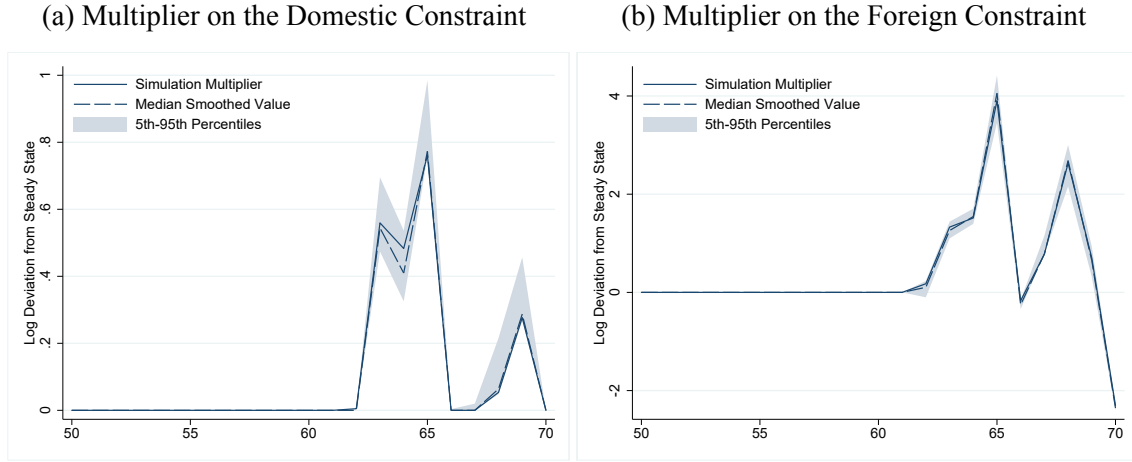 (a) Multiplier on the Domestic Constraint
Log Deviation from Steady State
1
.8
.6
.4
.2
0
Simulation Multiplier
Median Smoothed Value
5th-95th Percentiles
50 55 60 65 70
(b) Multiplier on the Foreign Constraint
Log Deviation from Steady State
4
2
0
-2
Simulation Multiplier
Median Smoothed Value
5th-95th Percentiles
50 55 60 65 70